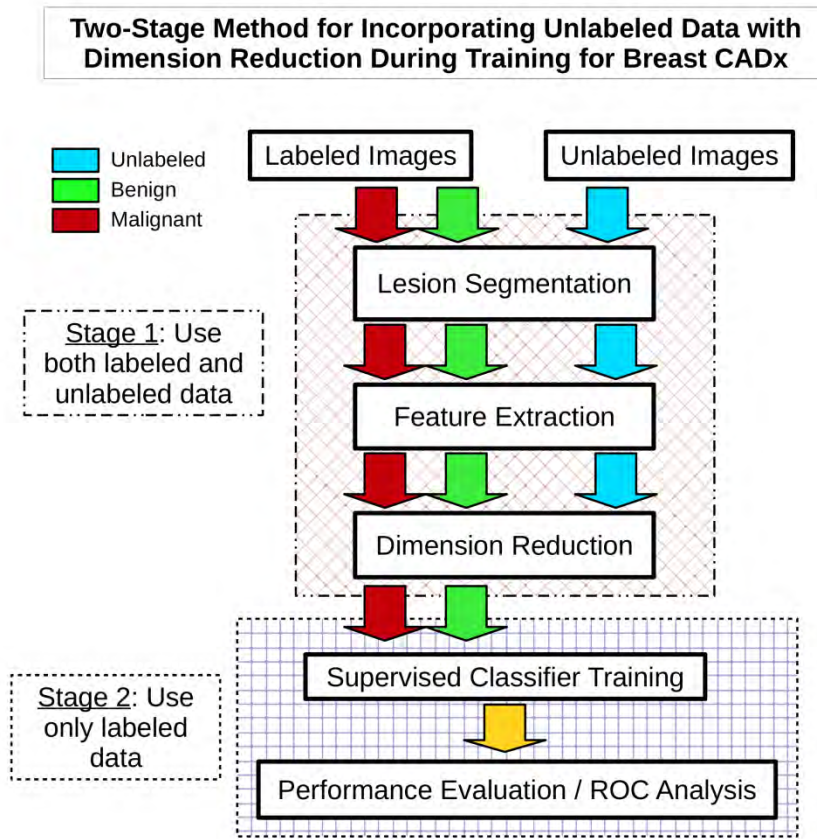 Two-Stage Method for Incorporating Unlabeled Data with
Dimension Reduction During Training for Breast CADx
Labeled Images
Unlabeled Images
Unlabeled
Benign
Malignant
Lesion Segmentation
Stage 1: Use
both labeled and
unlabeled data
Feature Extraction
Dimension Reduction
Supervised Classifier Training
Stage 2: Use
only labeled
data
Performance Evaluation / ROC Analysis